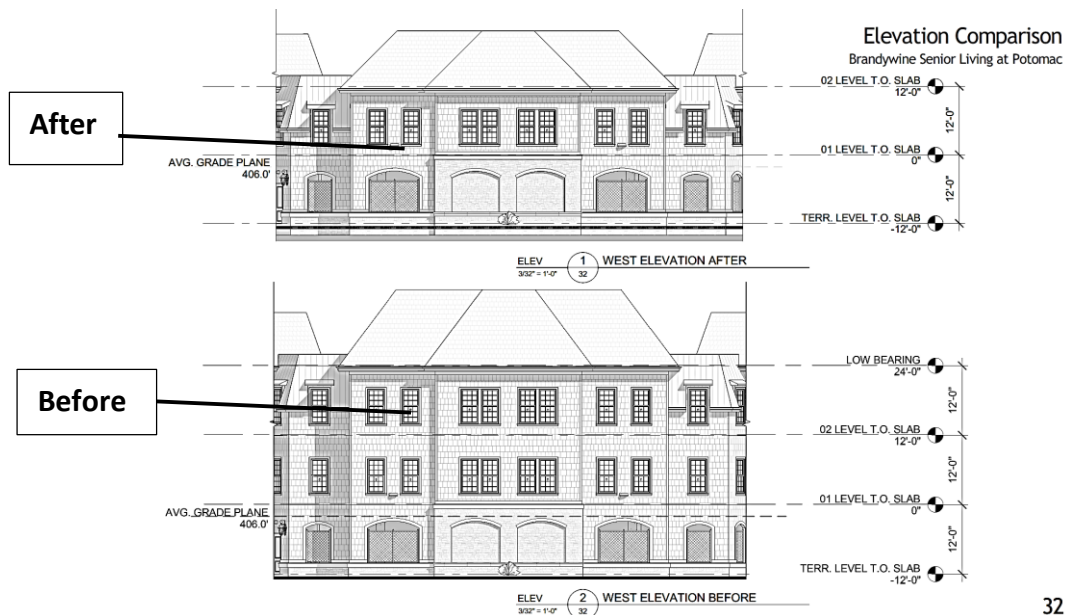 Elevation Comparison
Brandywine Senior Living at Potomac
After
02 LEVEL T.O. SLAB
12'-0"
12'-0"
AVG. GRADE PLANE
406.0'
01 LEVEL T.O. SLAB
0"
12'-0"
TERR. LEVEL T.O. SLAB
-12'-0"
ELEV 1 WEST ELEVATION AFTER
3/32" = 1'-0" 32
Before
LOW BEARING
24'-0"
12'-0"
02 LEVEL T.O. SLAB
12'-0"
12'-0"
01 LEVEL T.O. SLAB
0"
AVG. GRADE PLANE
406.0'
12'-0"
TERR. LEVEL T.O. SLAB
-12'-0"
ELEV 2 WEST ELEVATION BEFORE
3/32" = 1'-0" 32
32